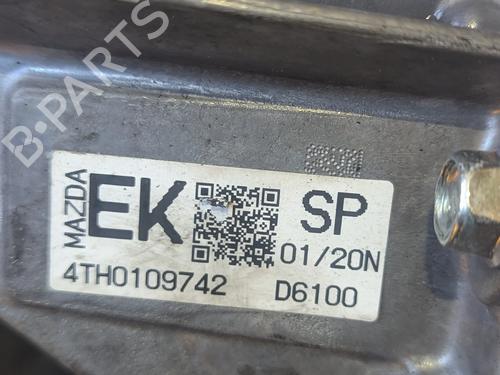 B-PARTS
MAZDA
EK
SP
01/20N
4TH0109742
D6100